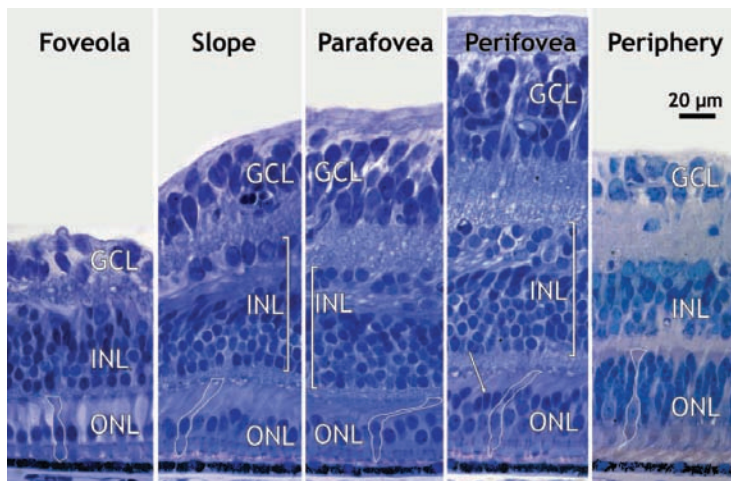 Foveola Slope Parafovea Perifovea Periphery
20 µm
GCL GCL GCL GCL GCL
INL INL INL INL INL
ONL ONL ONL ONL